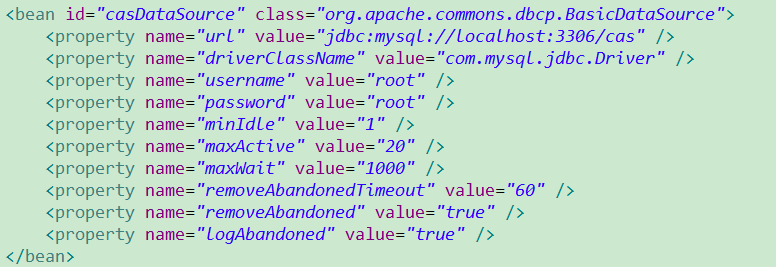 <bean id="casDataSource" class="org.apache.commons.dbcp.BasicDataSource">
    <property name="url" value="jdbc:mysql://localhost:3306/cas" />
    <property name="driverClassName" value="com.mysql.jdbc.Driver" />
    <property name="username" value="root" />
    <property name="password" value="root" />
    <property name="minIdle" value="1" />
    <property name="maxActive" value="20" />
    <property name="maxWait" value="1000" />
    <property name="removeAbandonedTimeout" value="60" />
    <property name="removeAbandoned" value="true" />
    <property name="logAbandoned" value="true" />
</bean>